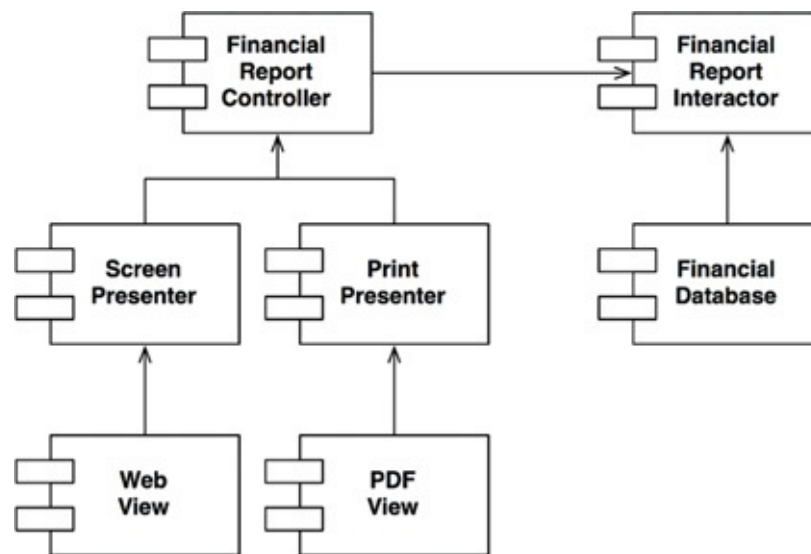 Financial
Report
Controller
Financial
Report
Interactor
Screen
Presenter
Print
Presenter
Financial
Database
Web
View
PDF
View